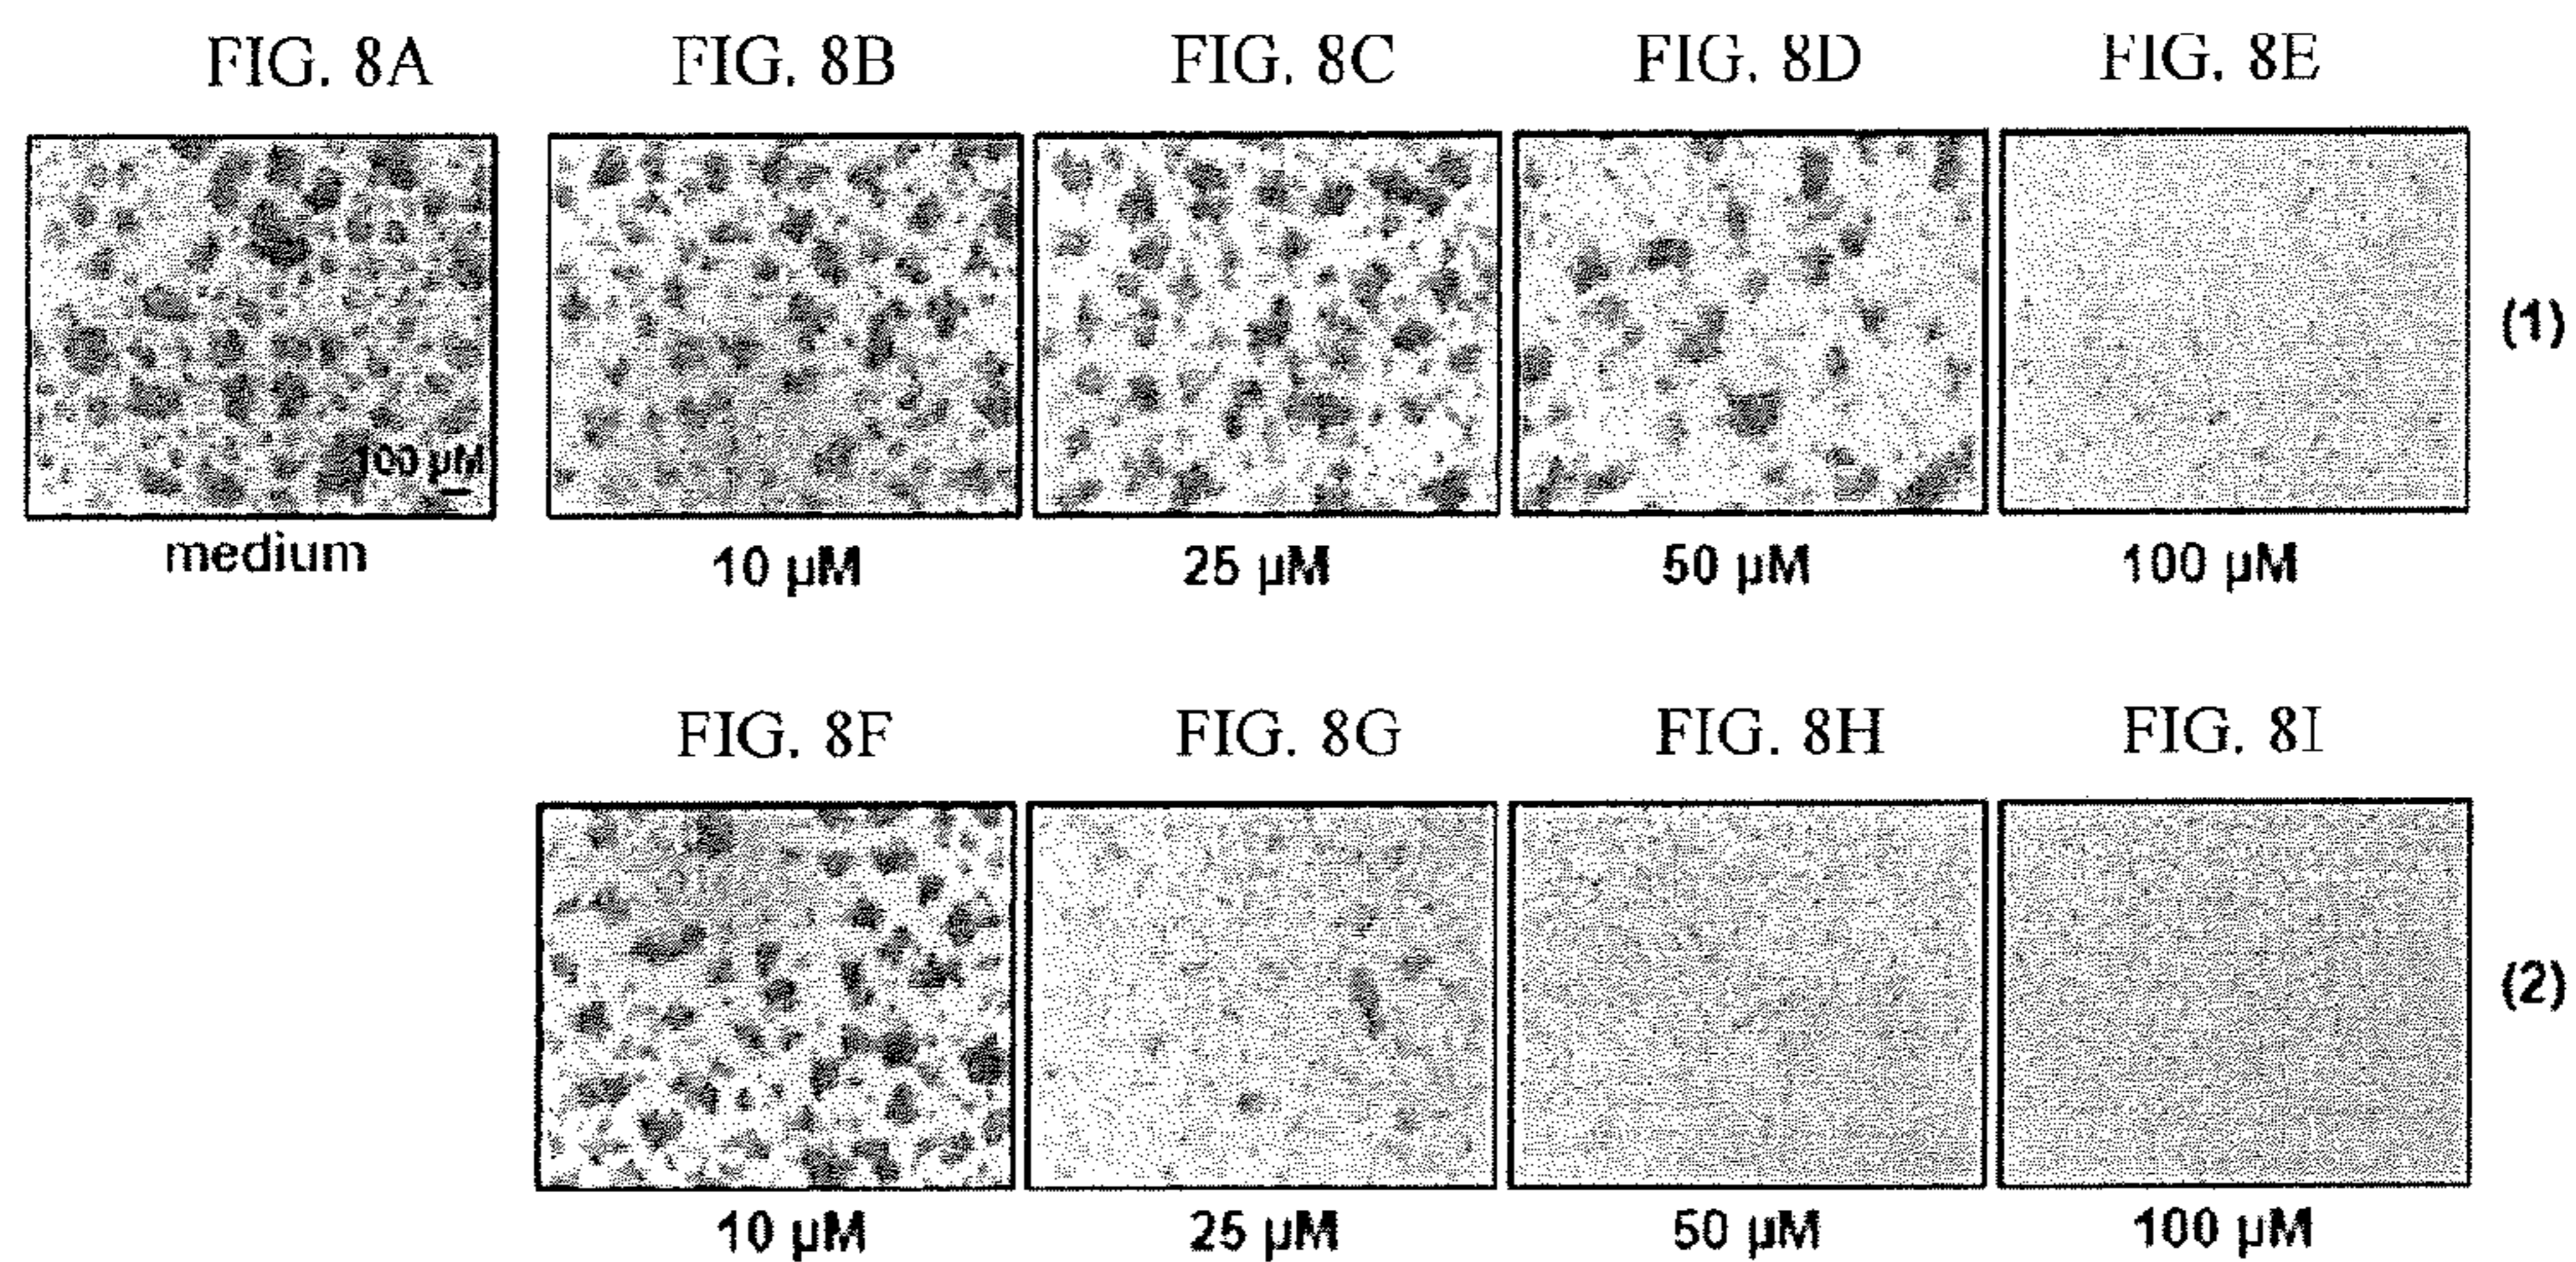 FIG. 8A FIG. 8B FIG. 8C FIG. 8D FIG. 8E
100 µM
(1)
medium 10 µM 25 µM 50 µM 100 µM
FIG. 8F FIG. 8G FIG. 8H FIG. 8I
(2)
10 µM 25 µM 50 µM 100 µM